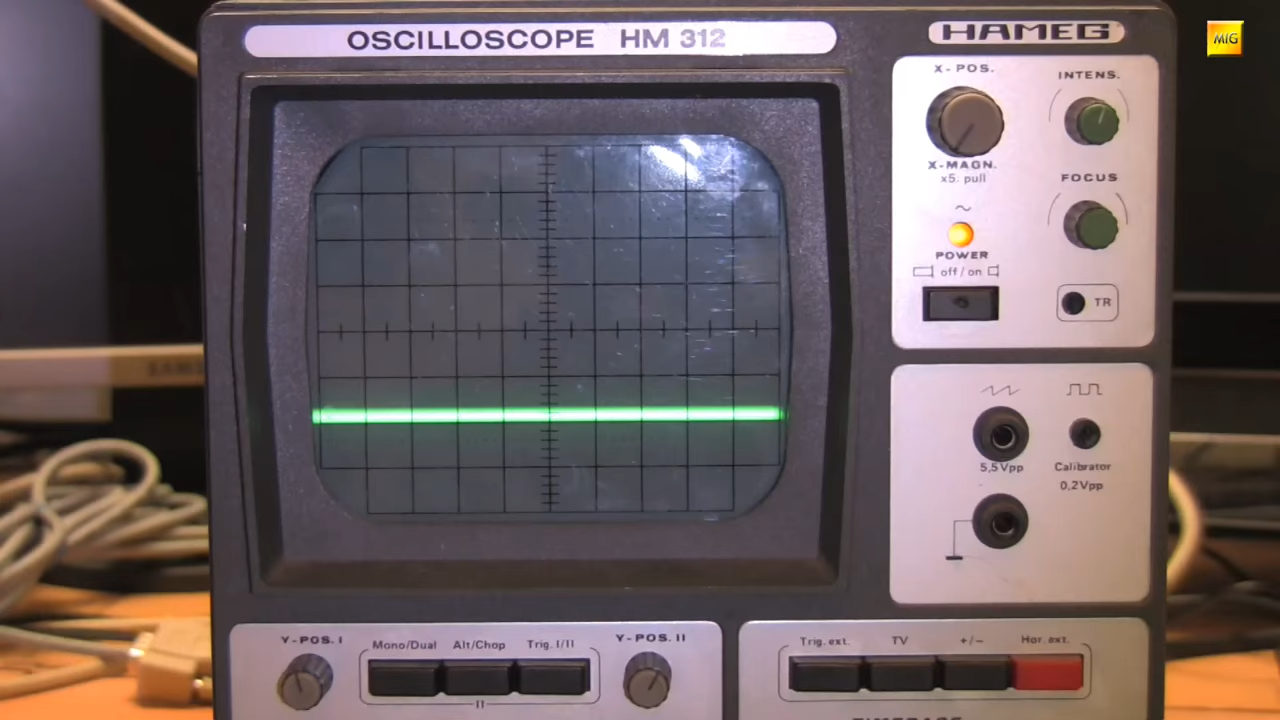 OSCILLOSCOPE HM 312
HAMEG
MIG
X-POS.
INTENS.
X-MAGN.
x5: pull
FOCUS
~
POWER
off / on
TR
5,5Vpp
Calibrator
0,2Vpp
Y-POS. I
Mono/Dual
Alt/Chop
Trig. I/II
Y-POS. II
II
Trig. ext.
TV
+/-
Hor. ext.